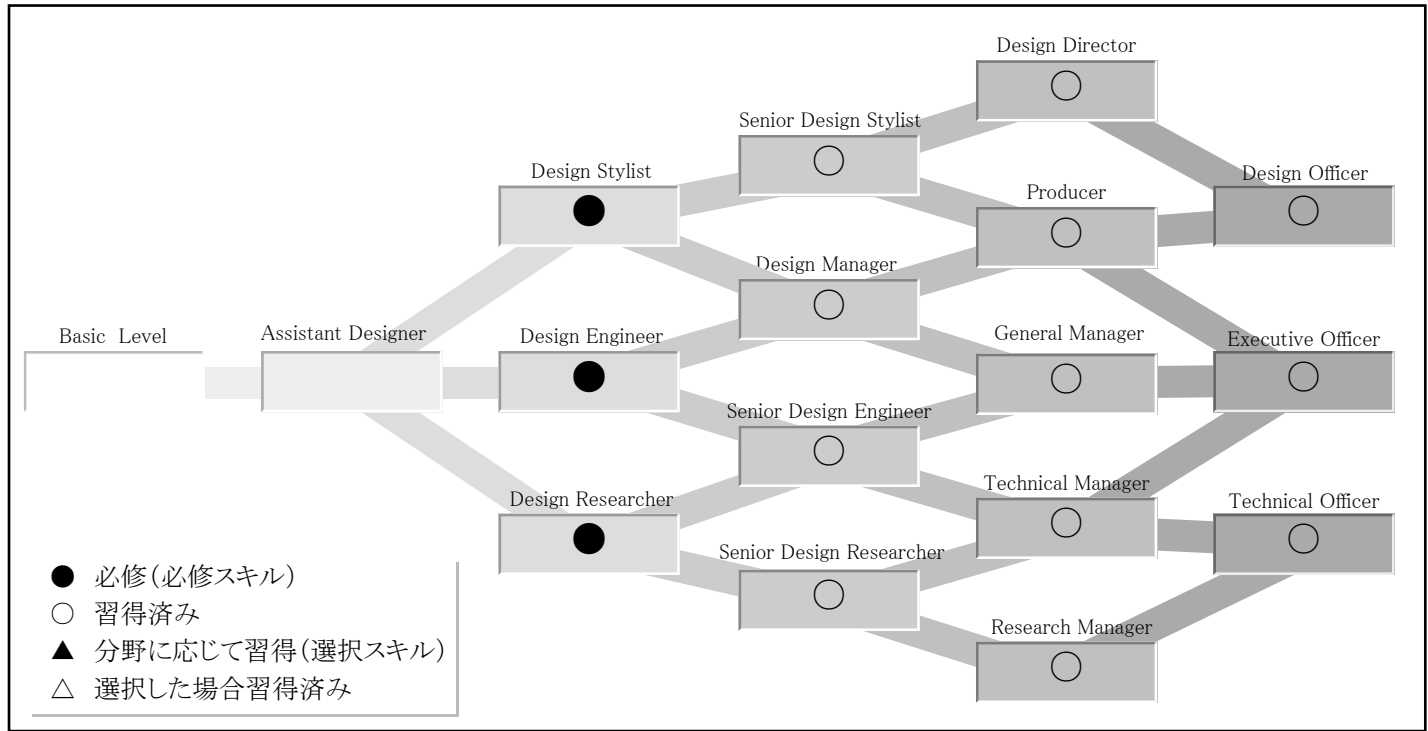 Design Director
Senior Design Stylist
Design Stylist
Design Officer
Producer
Design Manager
Basic Level
Assistant Designer
Design Engineer
General Manager
Executive Officer
Senior Design Engineer
Design Researcher
Technical Manager
Technical Officer
Senior Design Researcher
Research Manager
● 必修(必修スキル)
○ 習得済み
▲ 分野に応じて習得(選択スキル)
△ 選択した場合習得済み